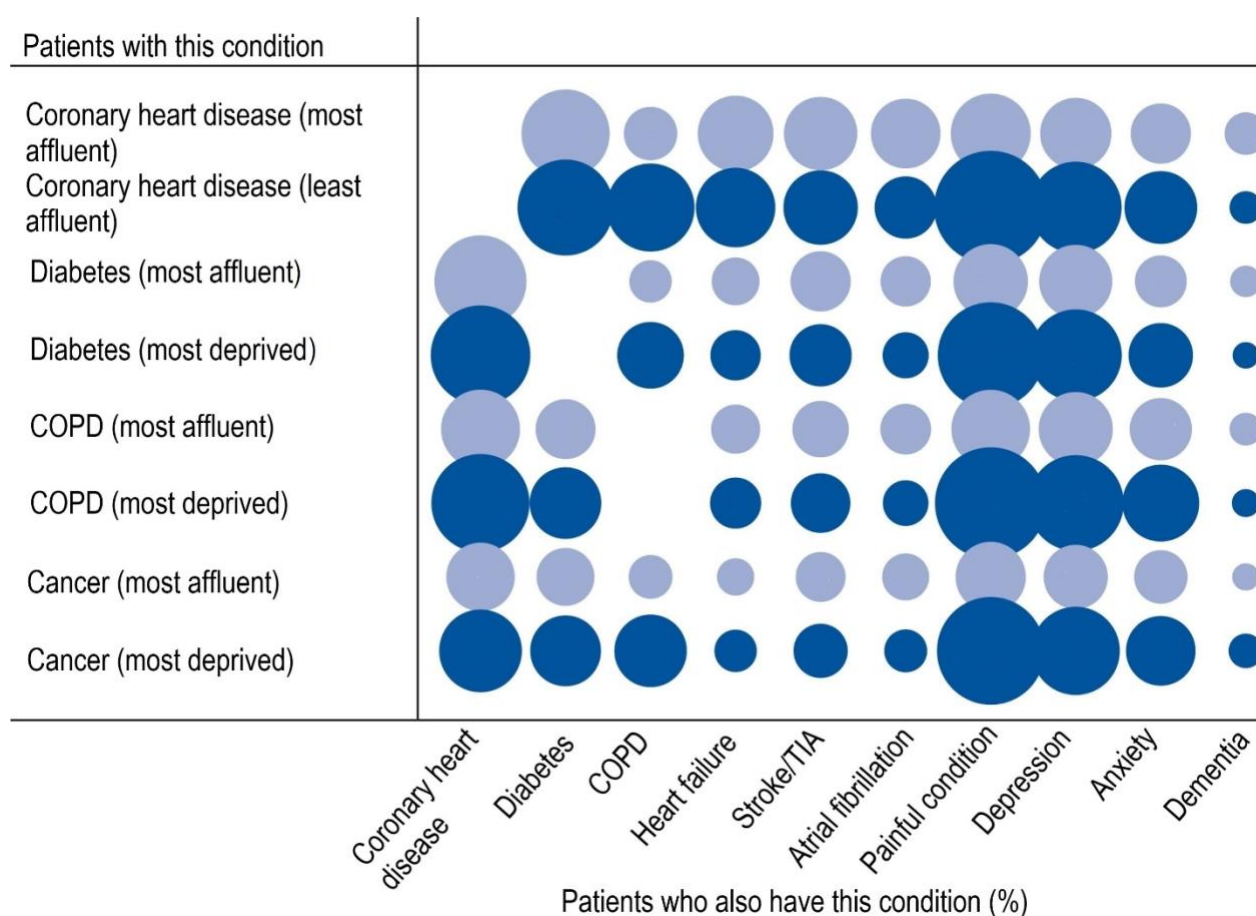 Patients with this condition
Coronary heart disease (most
affluent)
Coronary heart disease (least
affluent)
Diabetes (most affluent)
Diabetes (most deprived)
COPD (most affluent)
COPD (most deprived)
Cancer (most affluent)
Cancer (most deprived)
Coronary heart
disease
Diabetes
COPD
Heart failure
Stroke/TIA
Atrial fibrillation
Painful condition
Depression
Anxiety
Dementia
Patients who also have this condition (%)